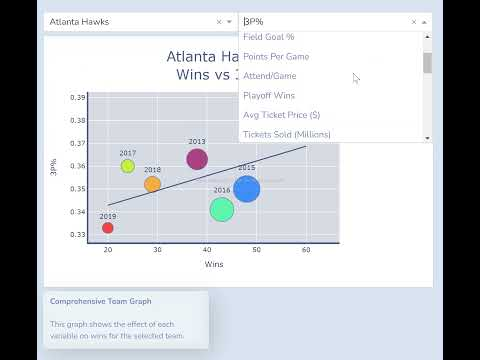 Atlanta Hawks
3P%
Field Goal %
Points Per Game
Attend/Game
Playoff Wins
Avg Ticket Price ($)
Tickets Sold (Millions)
Atlanta Ha
Wins vs
0.39
0.38
0.37
0.36
0.35
0.34
0.33
3P%
2013
2017
2018
2015
2016
2019
20
30
40
50
60
Wins
Comprehensive Team Graph
This graph shows the effect of each
variable on wins for the selected team.